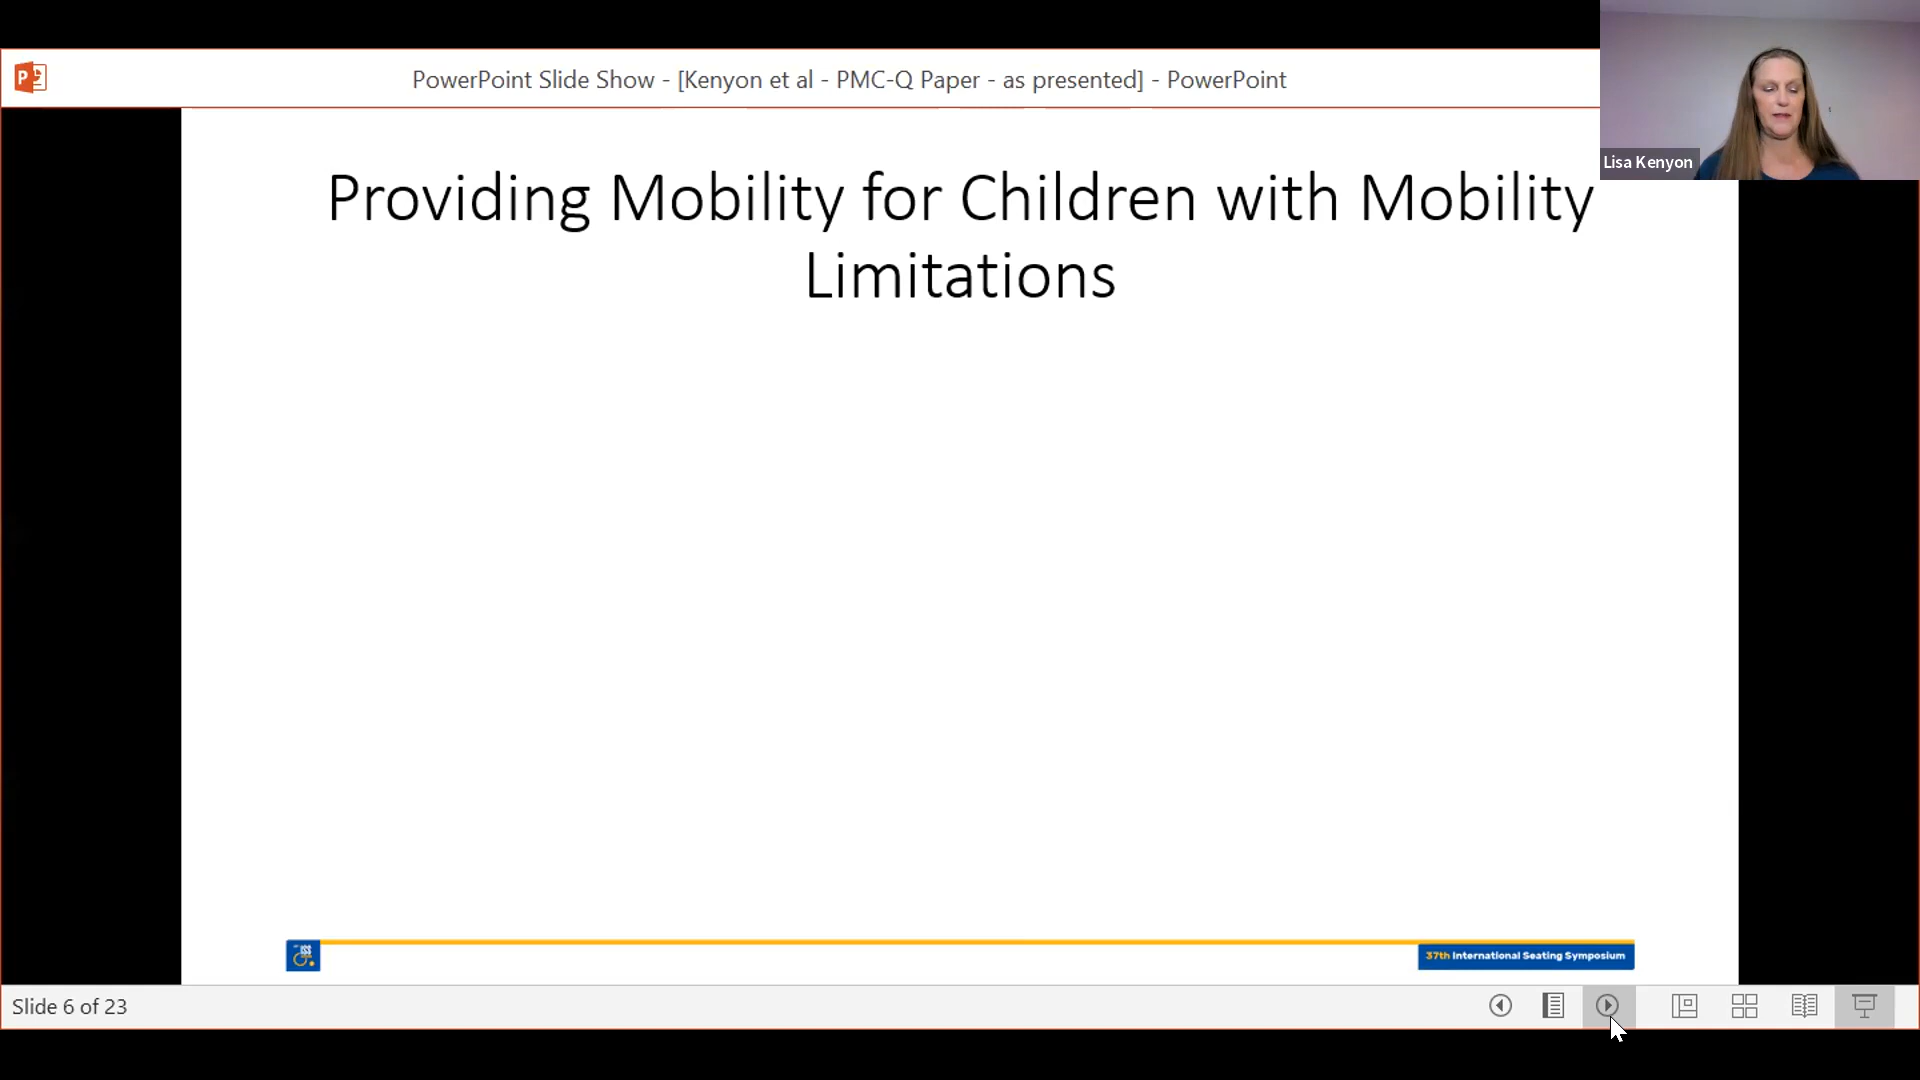 PowerPoint Slide Show - [Kenyon et al - PMC-Q Paper - as presented] - PowerPoint
Lisa Kenyon
Providing Mobility for Children with Mobility
Limitations
ISS
37th International Seating Symposium
Slide 6 of 23